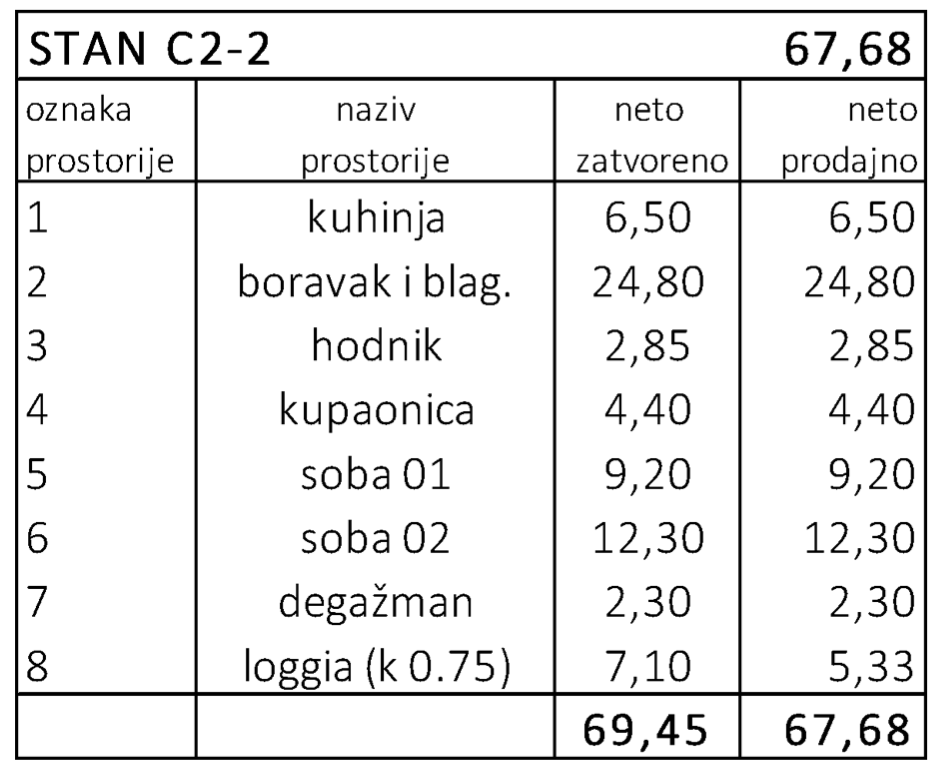 STAN C2-2 67,68
oznaka naziv neto neto
prostorije prostorije zatvoreno prodajno
1 kuhinja 6,50 6,50
2 boravak i blag. 24,80 24,80
3 hodnik 2,85 2,85
4 kupaonica 4,40 4,40
5 soba 01 9,20 9,20
6 soba 02 12,30 12,30
7 degažman 2,30 2,30
8 loggia (k 0.75) 7,10 5,33
69,45 67,68